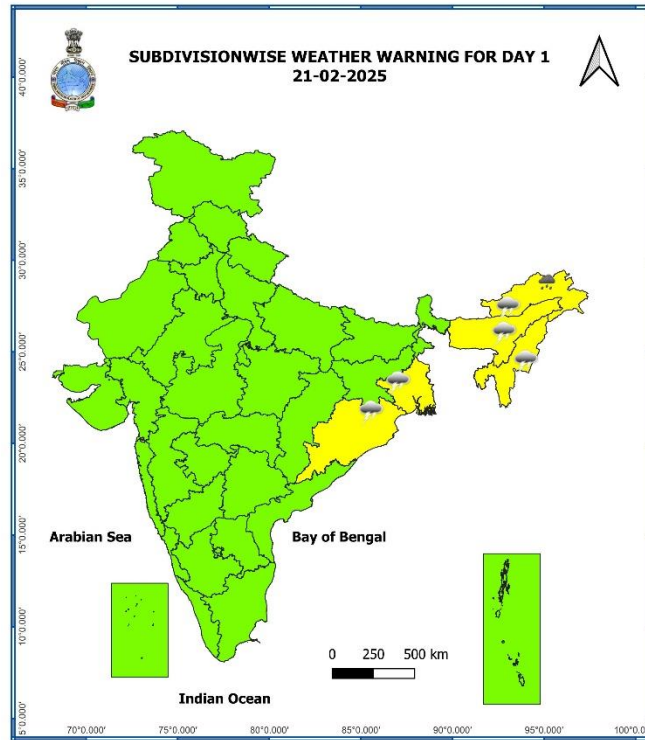 SUBDIVISIONWISE WEATHER WARNING FOR DAY 1
21-02-2025
40°0.000'
35°0.000'
30°0.000'
25°0.000'
20°0.000'
15°0.000'
10°0.000'
5°0.000'
Arabian Sea
Bay of Bengal
0 250 500 km
Indian Ocean
70°0.000' 75°0.000' 80°0.000' 85°0.000' 90°0.000' 95°0.000' 100°0.0